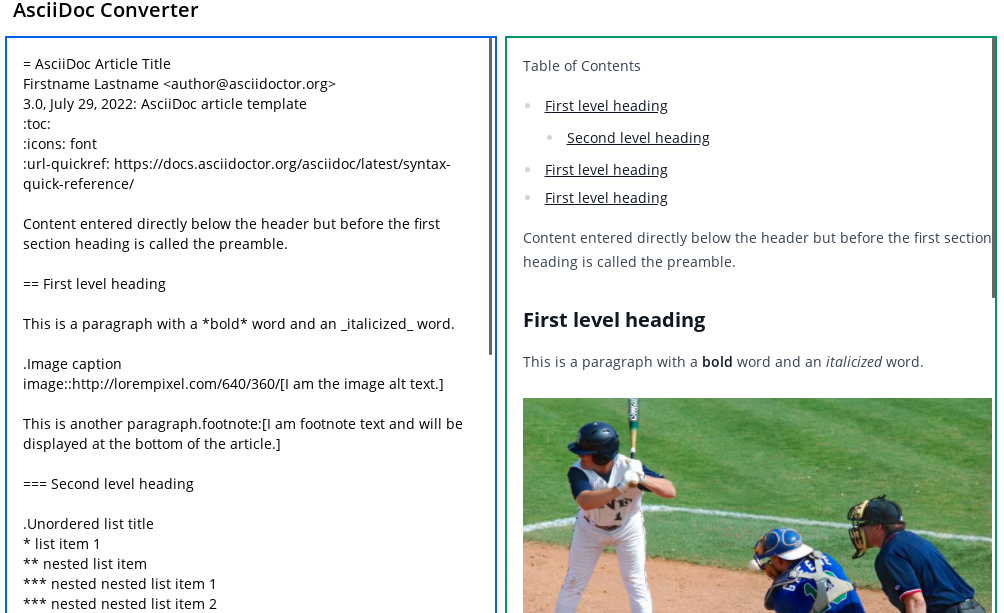 AsciiDoc Converter
= AsciiDoc Article Title
Firstname Lastname <author@asciidoctor.org>
3.0, July 29, 2022: AsciiDoc article template
:toc:
:icons: font
:url-quickref: https://docs.asciidoctor.org/asciidoc/latest/syntax-
quick-reference/
Content entered directly below the header but before the first
section heading is called the preamble.
== First level heading
This is a paragraph with a *bold* word and an _italicized_ word.
.Image caption
image::http://lorempixel.com/640/360/[I am the image alt text.]
This is another paragraph.footnote:[I am footnote text and will be
displayed at the bottom of the article.]
=== Second level heading
.Unordered list title
* list item 1
** nested list item
*** nested nested list item 1
*** nested nested list item 2
Table of Contents
First level heading
Second level heading
First level heading
First level heading
Content entered directly below the header but before the first section
heading is called the preamble.
First level heading
This is a paragraph with a bold word and an italicized word.
1